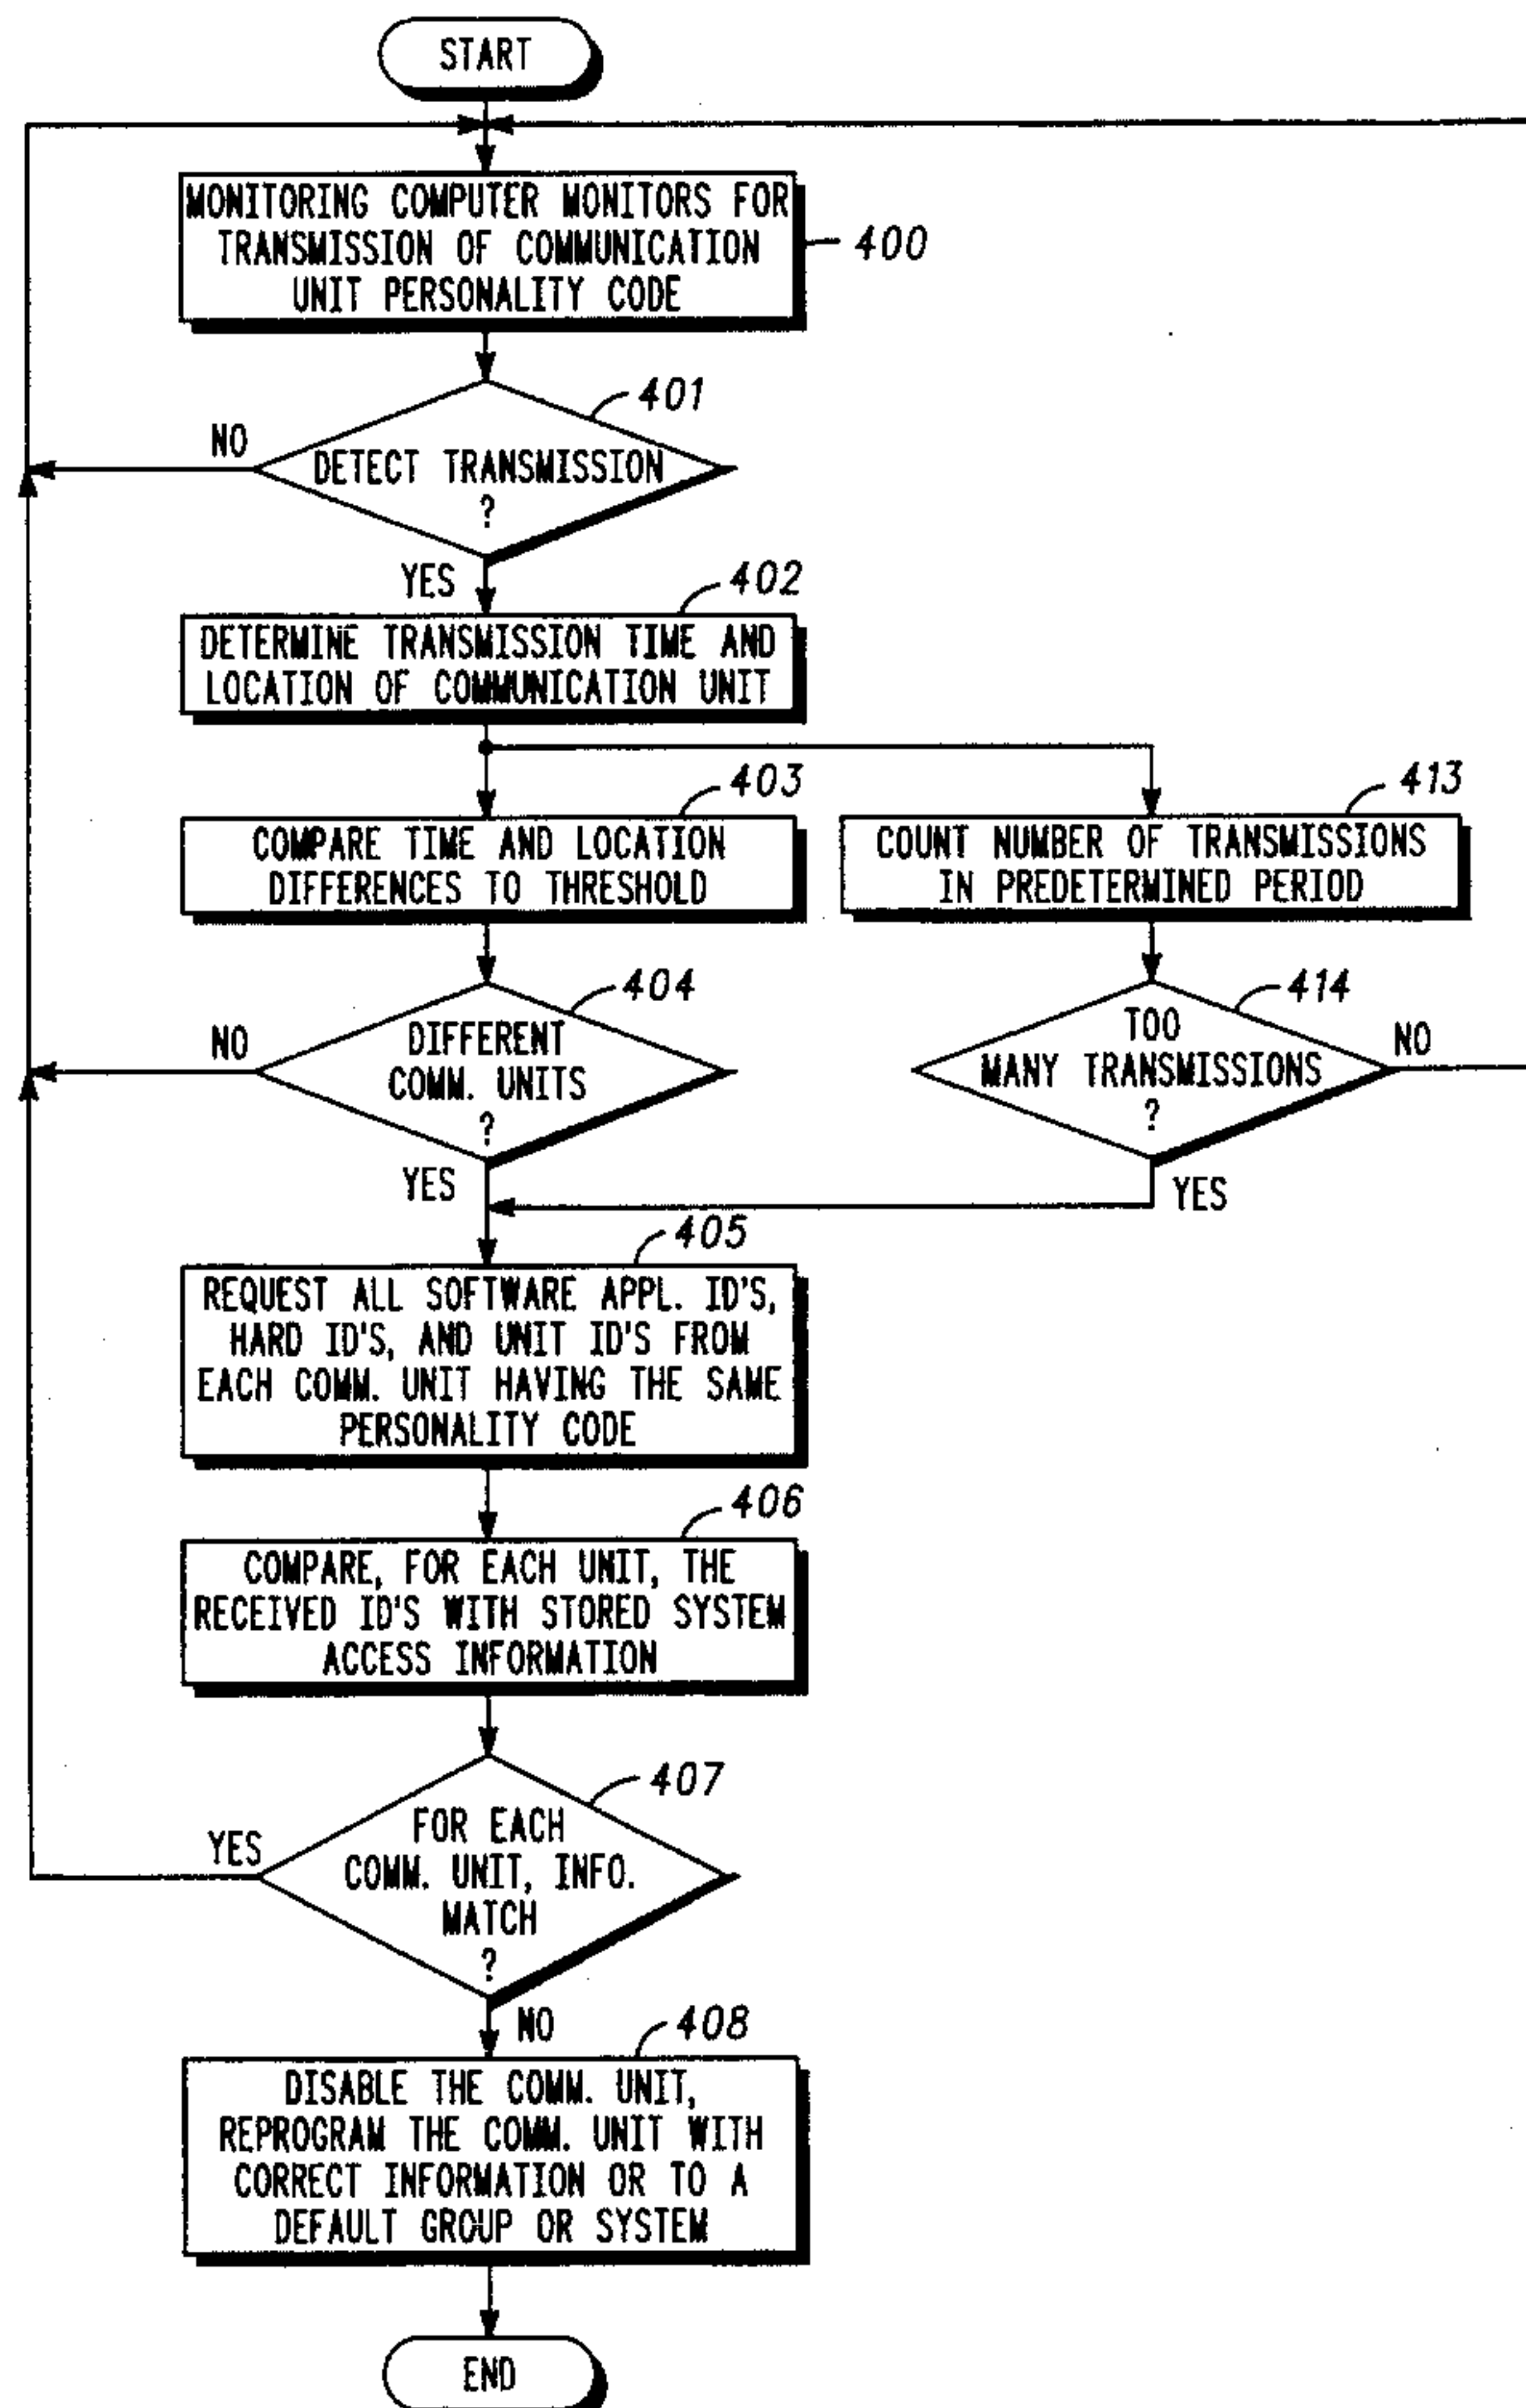 START
MONITORING COMPUTER MONITORS FOR
TRANSMISSION OF COMMUNICATION
UNIT PERSONALITY CODE
400
401
NO
DETECT TRANSMISSION
?
YES
402
DETERMINE TRANSMISSION TIME AND
LOCATION OF COMMUNICATION UNIT
403
COMPARE TIME AND LOCATION
DIFFERENCES TO THRESHOLD
413
COUNT NUMBER OF TRANSMISSIONS
IN PREDETERMINED PERIOD
404
NO
DIFFERENT
COMM. UNITS
?
YES
414
TOO
MANY TRANSMISSIONS
?
NO
YES
405
REQUEST ALL SOFTWARE APPL. ID'S,
HARD ID'S, AND UNIT ID'S FROM
EACH COMM. UNIT HAVING THE SAME
PERSONALITY CODE
406
COMPARE, FOR EACH UNIT, THE
RECEIVED ID'S WITH STORED SYSTEM
ACCESS INFORMATION
407
YES
FOR EACH
COMM. UNIT, INFO.
MATCH
?
NO
408
DISABLE THE COMM. UNIT,
REPROGRAM THE COMM. UNIT WITH
CORRECT INFORMATION OR TO A
DEFAULT GROUP OR SYSTEM
END